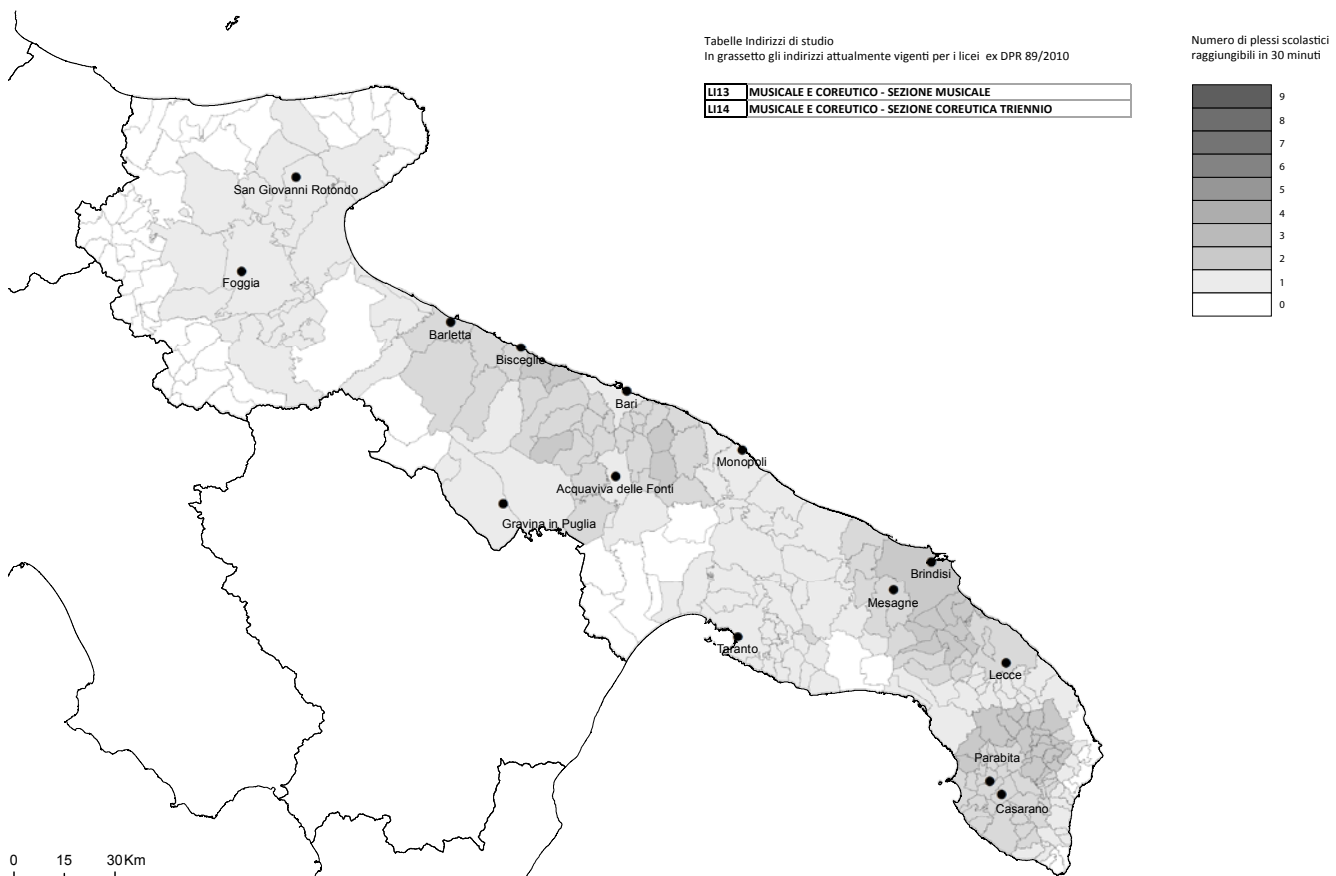 Tabelle Indirizzi di studio
In grassetto gli indirizzi attualmente vigenti per i licei ex DPR 89/2010
LI13 MUSICALE E COREUTICO - SEZIONE MUSICALE
LI14 MUSICALE E COREUTICO - SEZIONE COREUTICA TRIENNIO
Numero di plessi scolastici
raggiungibili in 30 minuti
9
8
7
6
5
4
3
2
1
0
San Giovanni Rotondo
Foggia
Barletta
Bisceglie
Bari
Monopoli
Acquaviva delle Fonti
Gravina in Puglia
Brindisi
Mesagne
Taranto
Lecce
Parabita
Casarano
0 15 30 Km